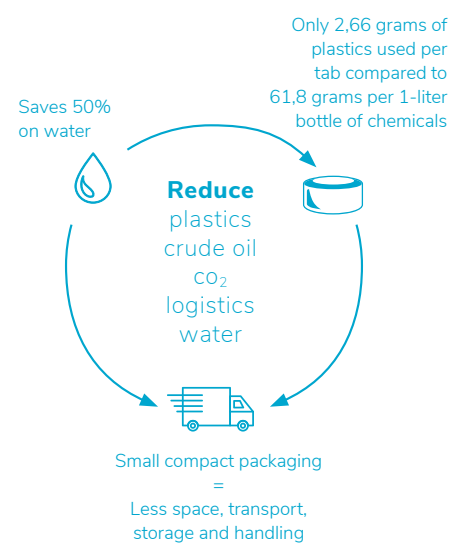 Only 2,66 grams of
plastics used per
tab compared to
61,8 grams per 1-liter
bottle of chemicals
Saves 50%
on water
Reduce
plastics
crude oil
co₂
logistics
water
Small compact packaging
=
Less space, transport,
storage and handling